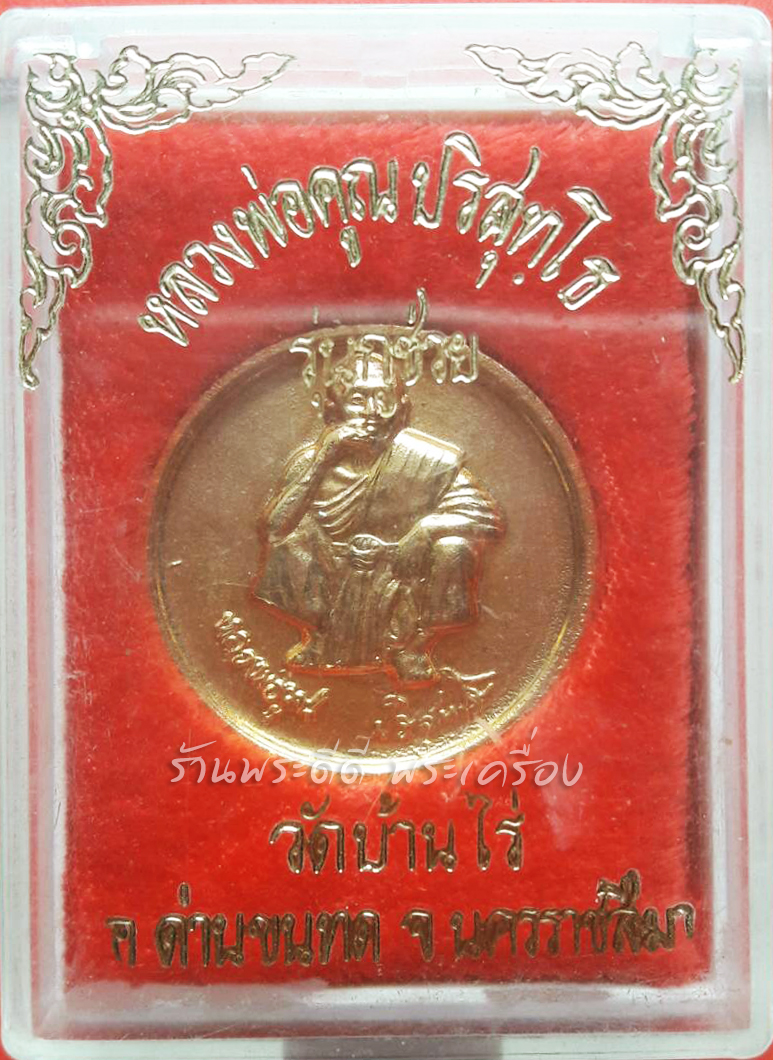 หลวงพ่อคูณ ปริสุทฺโธ
รุ่นกูช่วย
หลวงพ่อคูณ ปริสุทฺโธ
ร้านพระดีดี พระเครื่อง
วัดบ้านไร่
อ ด่านขุนทด จ นครราชสีมา